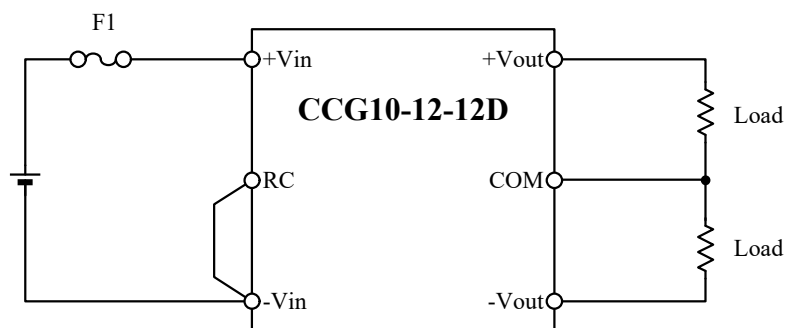 F1
+Vin
+Vout
CCG10-12-12D
Load
RC
COM
Load
-Vin
-Vout